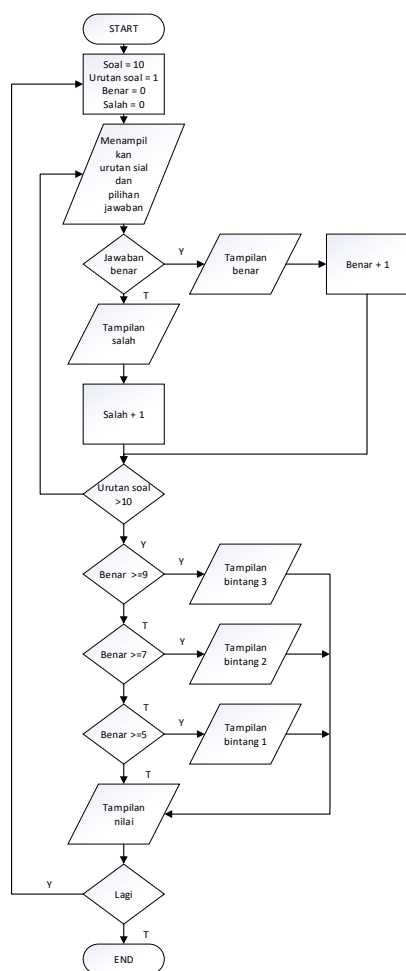 START
Soal = 10
Urutan soal = 1
Benar = 0
Salah = 0
Menampil
kan
urutan sial
dan
pilihan
jawaban
Jawaban
benar
Y
Tampilan
benar
Benar + 1
T
Tampilan
salah
Salah + 1
Urutan soal
>10
Y
Benar >=9
Y
Tampilan
bintang 3
T
Benar >=7
Y
Tampilan
bintang 2
T
Benar >=5
Y
Tampilan
bintang 1
T
Tampilan
nilai
Y
Lagi
T
END